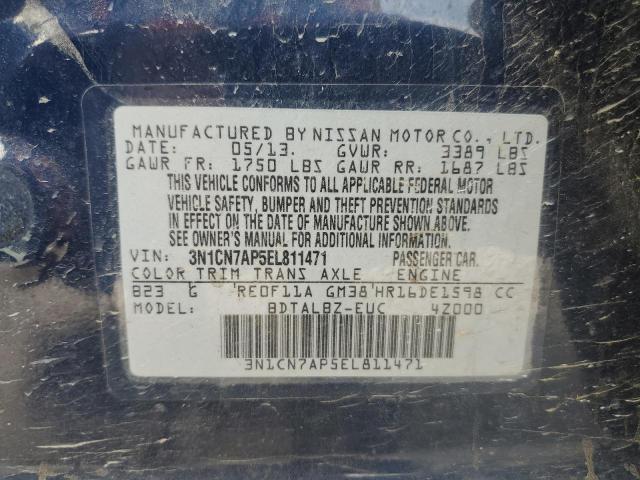 MANUFACTURED BY NISSAN MOTOR CO., LTD.
DATE: 05/13. GVWR: 3389 LBS
GAWR FR: 1750 LBS GAWR RR: 1687 LBS
THIS VEHICLE CONFORMS TO ALL APPLICABLE FEDERAL MOTOR
VEHICLE SAFETY, BUMPER AND THEFT PREVENTION STANDARDS
IN EFFECT ON THE DATE OF MANUFACTURE SHOWN ABOVE.
SEE OWNER'S MANUAL FOR ADDITIONAL INFORMATION.
VIN: 3N1CN7AP5EL811471 PASSENGER CAR.
COLOR TRIM TRANS AXLE ENGINE
B23 G RE0F11A GM38 HR16DE1598 CC
MODEL: BDTALBZ-EUC 4Z000
3N1CN7AP5EL811471